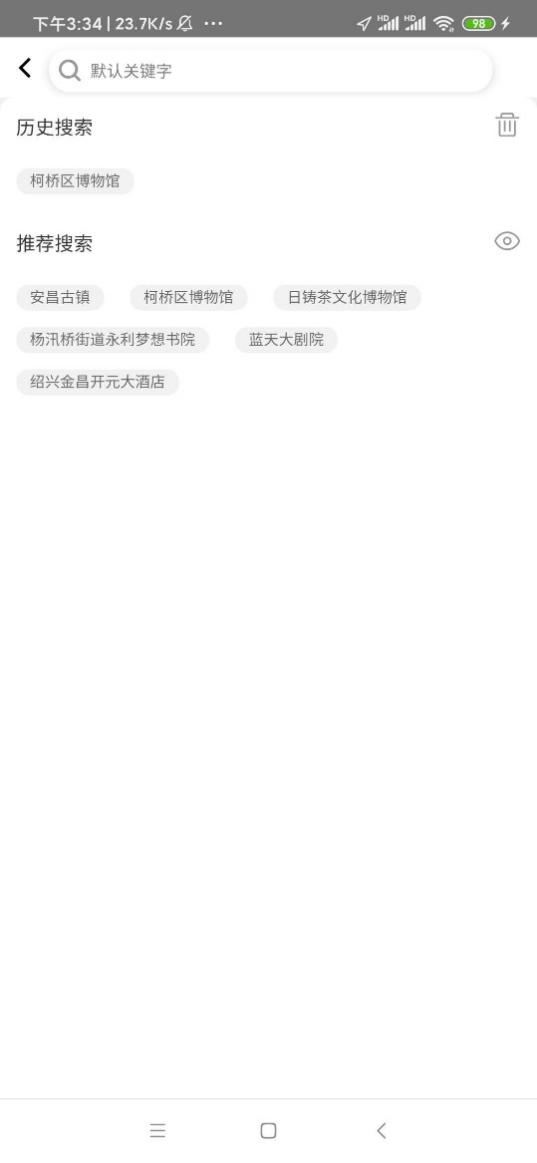 下午3:34 | 23.7K/s ...
HD HD 98
默认关键字
历史搜索
柯桥区博物馆
推荐搜索
安昌古镇 柯桥区博物馆 日铸茶文化博物馆
杨汛桥街道永利梦想书院 蓝天大剧院
绍兴金昌开元大酒店